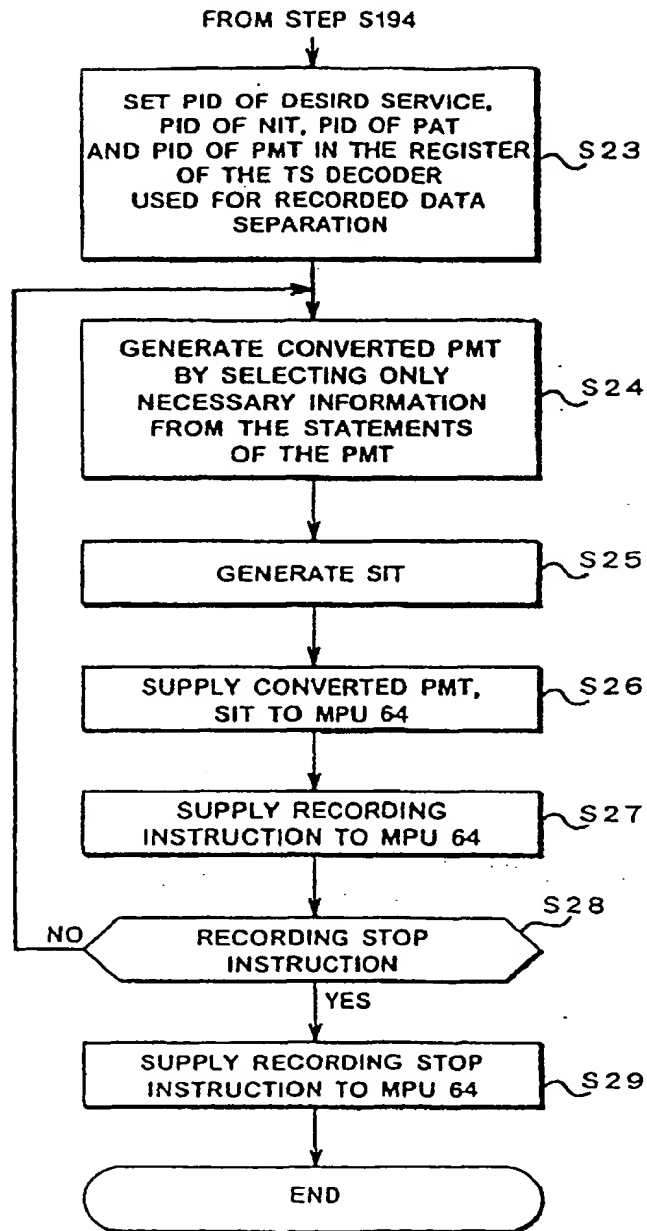 FROM STEP S194
SET PID OF DESIRD SERVICE,
PID OF NIT, PID OF PAT
AND PID OF PMT IN THE REGISTER
OF THE TS DECODER
USED FOR RECORDED DATA
SEPARATION
S23
GENERATE CONVERTED PMT
BY SELECTING ONLY
NECESSARY INFORMATION
FROM THE STATEMENTS
OF THE PMT
S24
GENERATE SIT
S25
SUPPLY CONVERTED PMT,
SIT TO MPU 64
S26
SUPPLY RECORDING
INSTRUCTION TO MPU 64
S27
RECORDING STOP
INSTRUCTION
S28
NO
YES
SUPPLY RECORDING STOP
INSTRUCTION TO MPU 64
S29
END